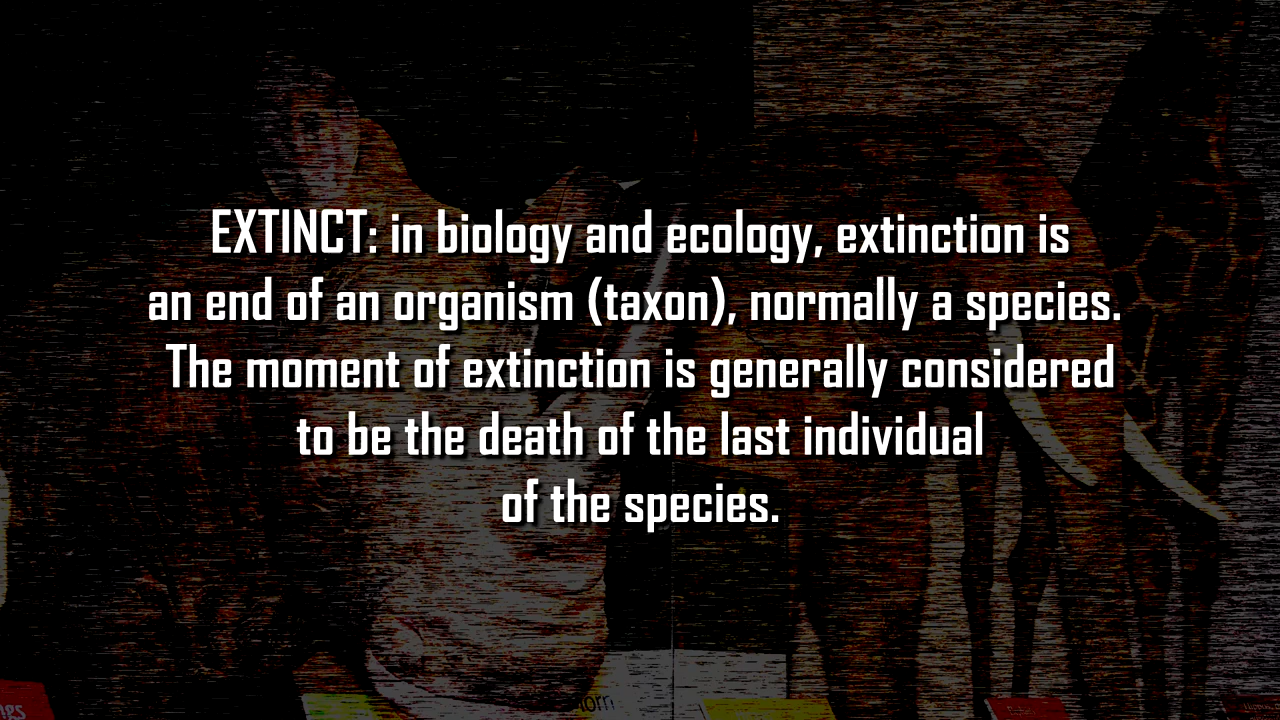 EXTINCT: in biology and ecology, extinction is
an end of an organism (taxon), normally a species.
The moment of extinction is generally considered
to be the death of the last individual
of the species.